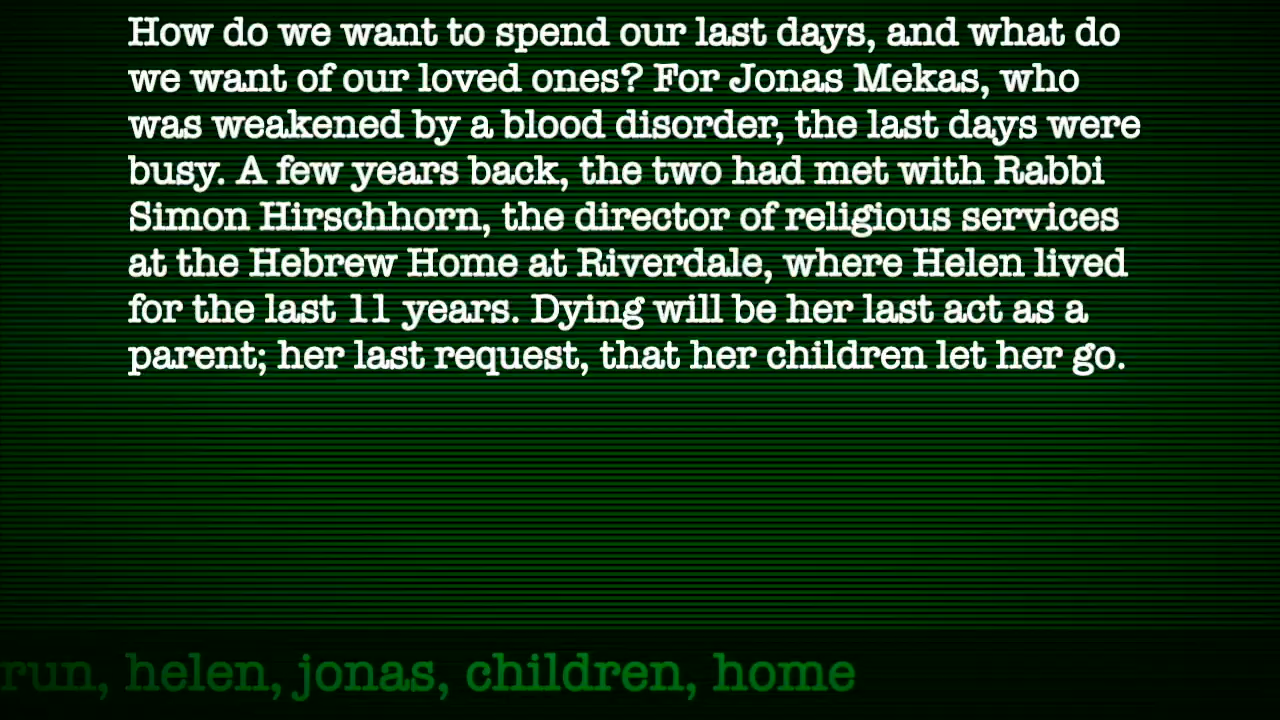 How do we want to spend our last days, and what do
we want of our loved ones? For Jonas Mekas, who
was weakened by a blood disorder, the last days were
busy. A few years back, the two had met with Rabbi
Simon Hirschhorn, the director of religious services
at the Hebrew Home at Riverdale, where Helen lived
for the last 11 years. Dying will be her last act as a
parent; her last request, that her children let her go.
run, helen, jonas, children, home